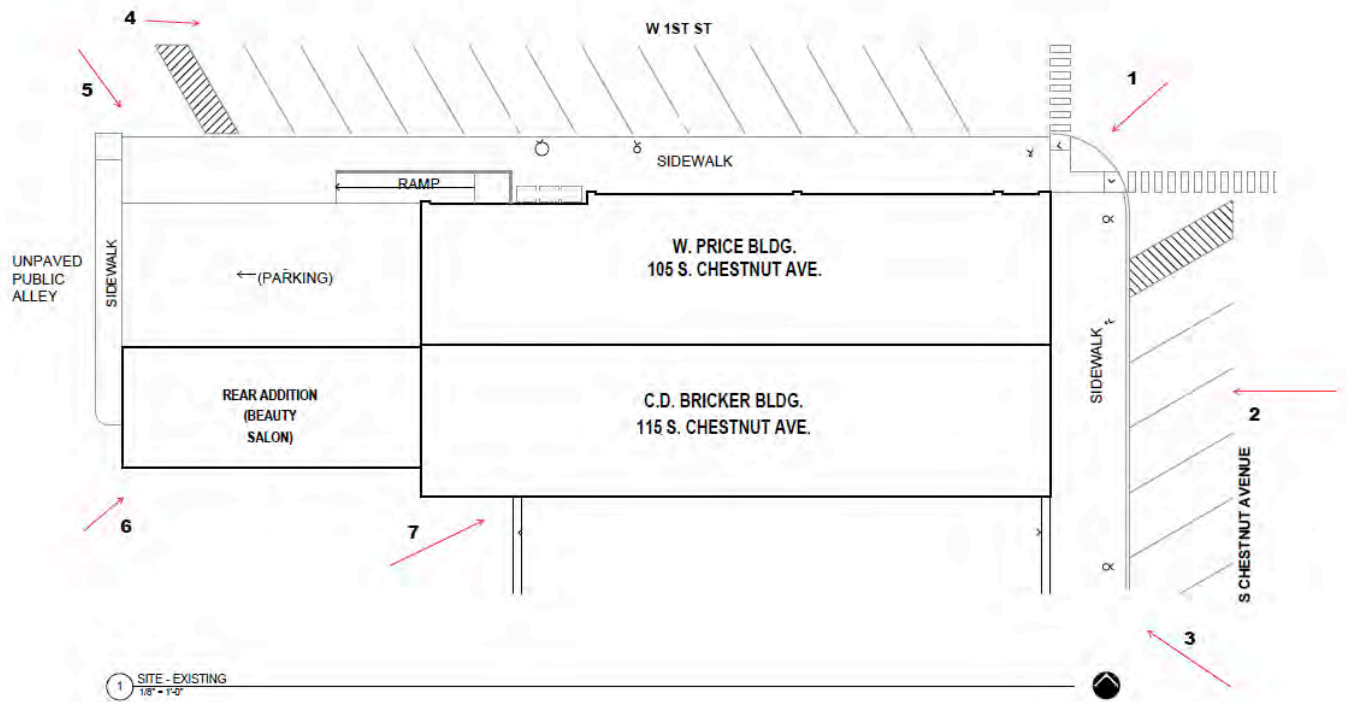 4
W 1ST ST
1
5
SIDEWALK
RAMP
UNPAVED
PUBLIC
ALLEY
SIDEWALK
(PARKING)
W. PRICE BLDG.
105 S. CHESTNUT AVE.
SIDEWALK
REAR ADDITION
(BEAUTY
SALON)
C.D. BRICKER BLDG.
115 S. CHESTNUT AVE.
2
S CHESTNUT AVENUE
6
7
3
1
SITE - EXISTING
1/8" = 1'-0"